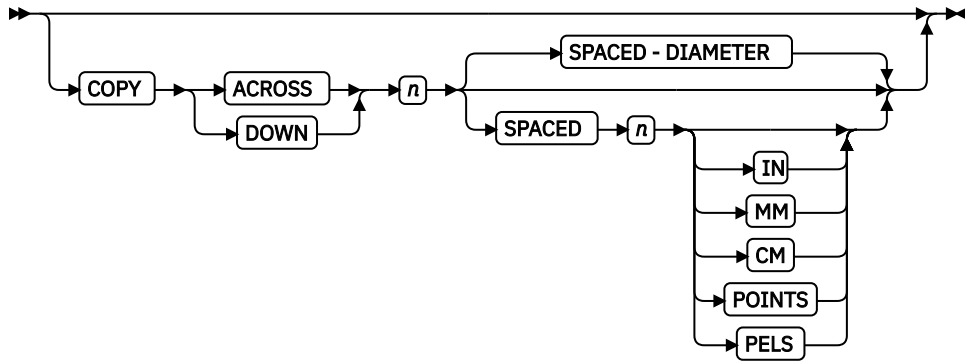 SPACED - DIAMETER
COPY ACROSS n
DOWN
SPACED n
IN
MM
CM
POINTS
PELS